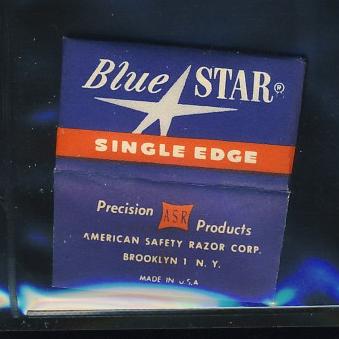 Blue STAR®
SINGLE EDGE
Precision ASR Products
AMERICAN SAFETY RAZOR CORP.
BROOKLYN 1 N. Y.
MADE IN U.S.A